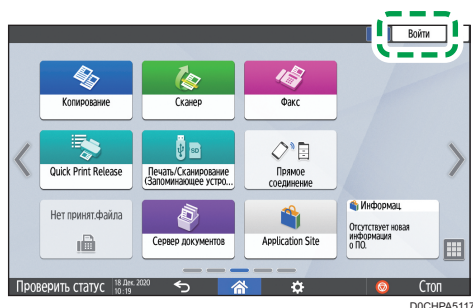 Войти
Копирование
Сканер
Факс
Quick Print Release
Печать/Сканирование
(Запоминающее устро...
SD
Прямое
соединение
Нет принят.файла
Сервер документов
Application Site
Информац.
Отсутствует новая
информация
о ПО.
Проверить статус
18 Дек. 2020
10:19
Стоп
D0CHPA5117